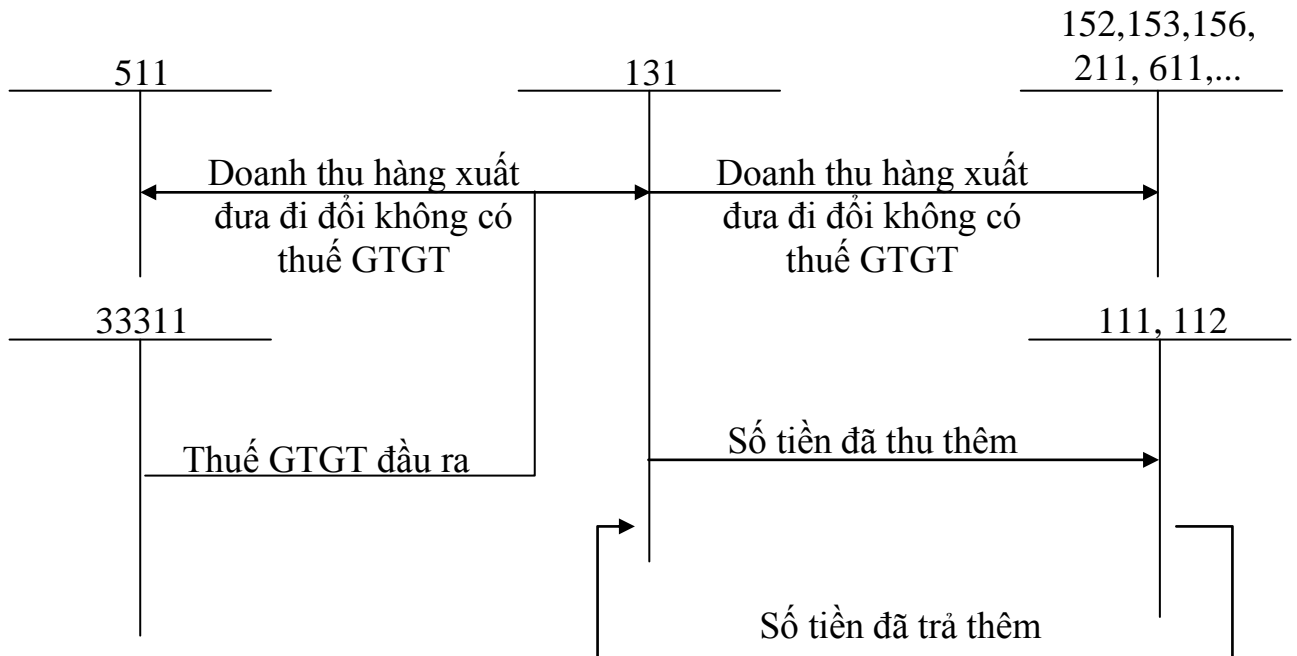 152,153,156,
511
131
211, 611,...
Doanh thu hàng xuất
đưa đi đổi không có
thuế GTGT
Doanh thu hàng xuất
đưa đi đổi không có
thuế GTGT
33311
111, 112
Thuế GTGT đầu ra
Số tiền đã thu thêm
Số tiền đã trả thêm